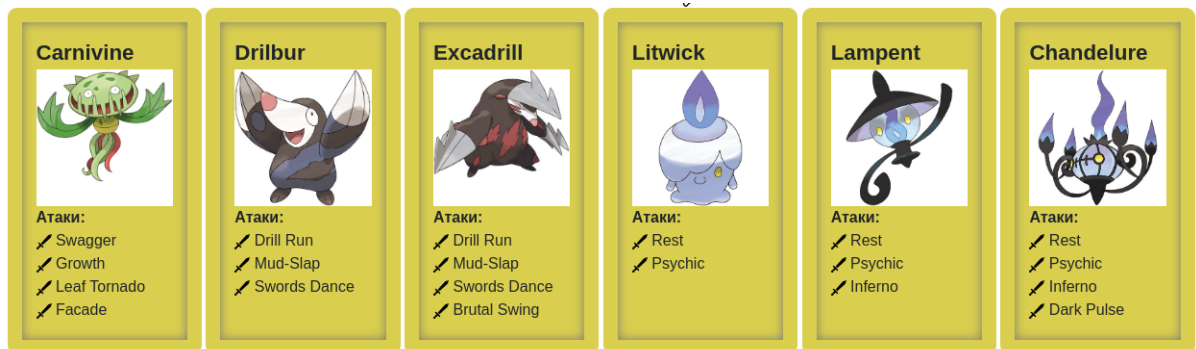 Carnivine
Атаки:
Swagger
Growth
Leaf Tornado
Facade
Drilbur
Атаки:
Drill Run
Mud-Slap
Swords Dance
Excadrill
Атаки:
Drill Run
Mud-Slap
Swords Dance
Brutal Swing
Litwick
Атаки:
Rest
Psychic
Lampent
Атаки:
Rest
Psychic
Inferno
Chandelure
Атаки:
Rest
Psychic
Inferno
Dark Pulse